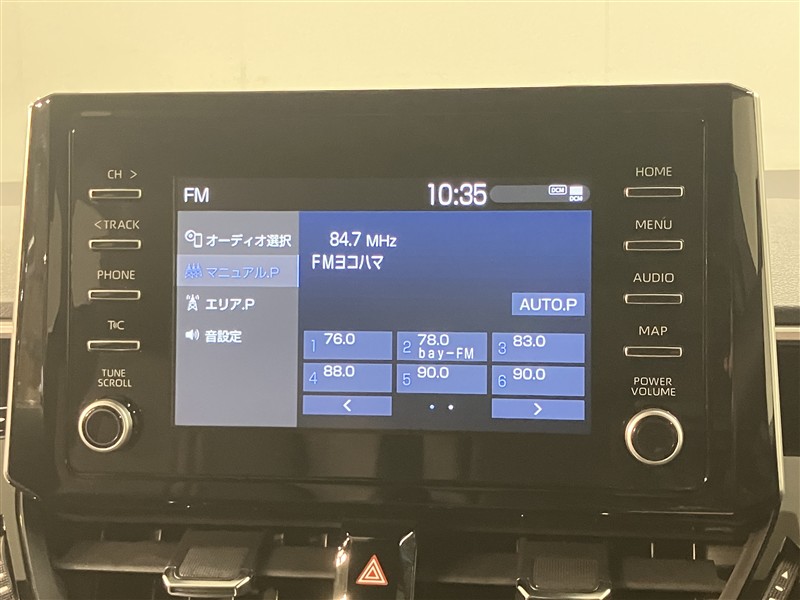 CH >
< TRACK
PHONE
T&C
TUNE
SCROLL
FM
10:35
DCM
DCM
オーディオ選択
マニュアル.P
エリア.P
音設定
84.7 MHz
FMヨコハマ
AUTO.P
1 76.0
2 78.0
bay-FM
3 83.0
4 88.0
5 90.0
6 90.0
<
>
HOME
MENU
AUDIO
MAP
POWER
VOLUME